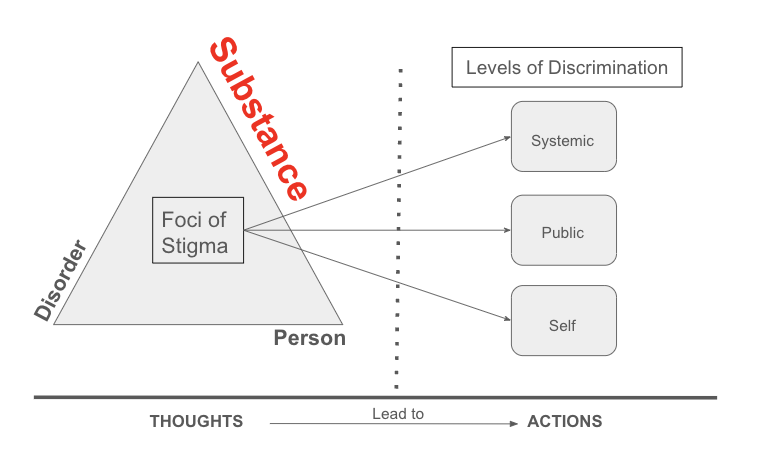 Substance
Levels of Discrimination
Systemic
Foci of
Stigma
Public
Disorder
Self
Person
Lead to
THOUGHTS
ACTIONS